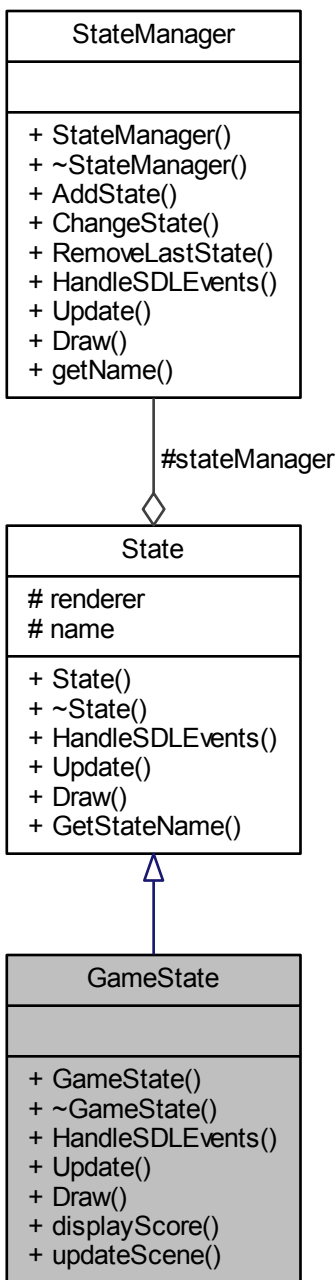 StateManager
+ StateManager()
+ ~StateManager()
+ AddState()
+ ChangeState()
+ RemoveLastState()
+ HandleSDLEvents()
+ Update()
+ Draw()
+ getName()
#stateManager
State
# renderer
# name
+ State()
+ ~State()
+ HandleSDLEvents()
+ Update()
+ Draw()
+ GetStateName()
GameState
+ GameState()
+ ~GameState()
+ HandleSDLEvents()
+ Update()
+ Draw()
+ displayScore()
+ updateScene()